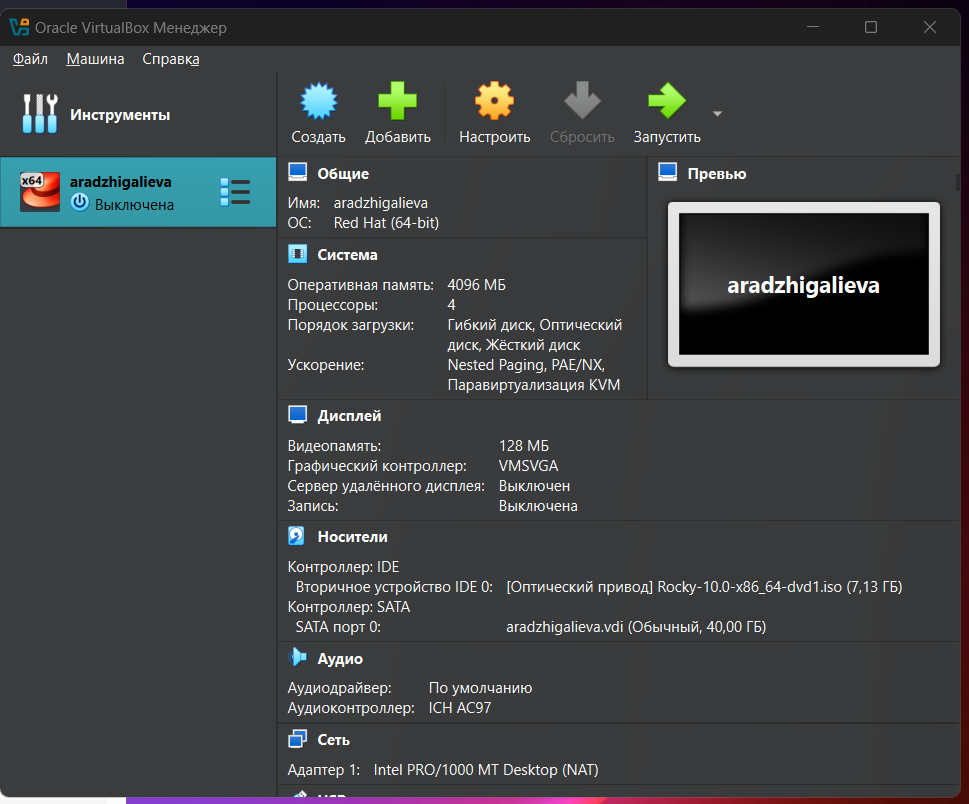 Oracle VirtualBox Менеджер
Файл Машина Справка
Инструменты
Создать Добавить Настроить Сбросить Запустить
x64
aradzhigalieva
Выключена
Общие
Имя: aradzhigalieva
ОС: Red Hat (64-bit)
Превью
aradzhigalieva
Система
Оперативная память: 4096 МБ
Процессоры: 4
Порядок загрузки: Гибкий диск, Оптический
диск, Жёсткий диск
Ускорение: Nested Paging, PAE/NX,
Паравиртуализация KVM
Дисплей
Видеопамять: 128 МБ
Графический контроллер: VMSVGA
Сервер удалённого дисплея: Выключен
Запись: Выключена
Носители
Контроллер: IDE
Вторичное устройство IDE 0: [Оптический привод] Rocky-10.0-x86_64-dvd1.iso (7,13 ГБ)
Контроллер: SATA
SATA порт 0: aradzhigalieva.vdi (Обычный, 40,00 ГБ)
Аудио
Аудиодрайвер: По умолчанию
Аудиоконтроллер: ICH AC97
Сеть
Адаптер 1: Intel PRO/1000 MT Desktop (NAT)